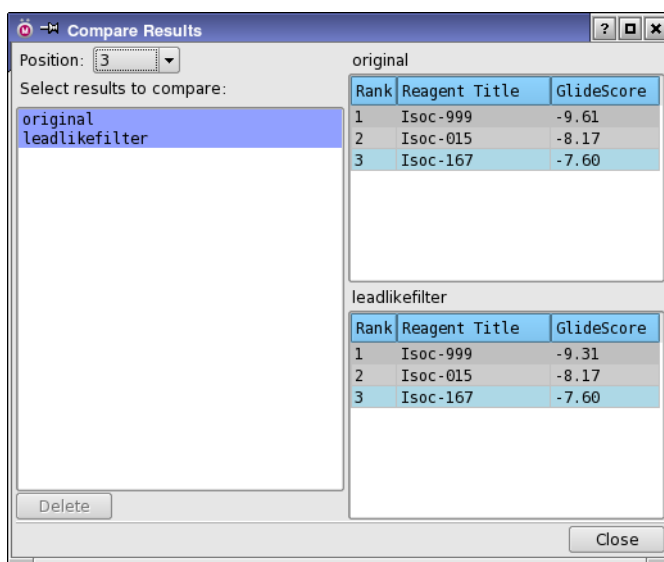 Compare Results
?
Position: 3
Select results to compare:
original
leadlikefilter
Delete
original
Rank Reagent Title GlideScore
1 Isoc-999 -9.61
2 Isoc-015 -8.17
3 Isoc-167 -7.60
leadlikefilter
Rank Reagent Title GlideScore
1 Isoc-999 -9.31
2 Isoc-015 -8.17
3 Isoc-167 -7.60
Close